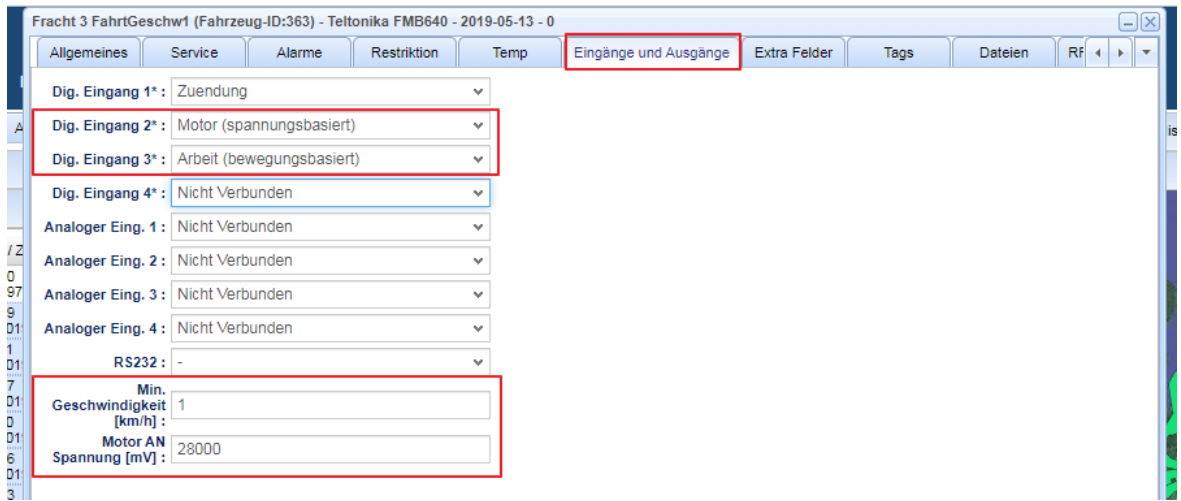 Fracht 3 FahrtGeschw1 (Fahrzeug-ID:363) - Teltonika FMB640 - 2019-05-13 - 0
Allgemeines Service Alarme Restriktion Temp Eingänge und Ausgänge Extra Felder Tags Dateien
Dig. Eingang 1* : Zuendung
Dig. Eingang 2* : Motor (spannungsbasiert)
Dig. Eingang 3* : Arbeit (bewegungsbasiert)
Dig. Eingang 4* : Nicht Verbunden
Analoger Eing. 1 : Nicht Verbunden
Analoger Eing. 2 : Nicht Verbunden
Analoger Eing. 3 : Nicht Verbunden
Analoger Eing. 4 : Nicht Verbunden
RS232 : -
Min.
Geschwindigkeit 1
[km/h] :
Motor AN
Spannung [mV] : 28000